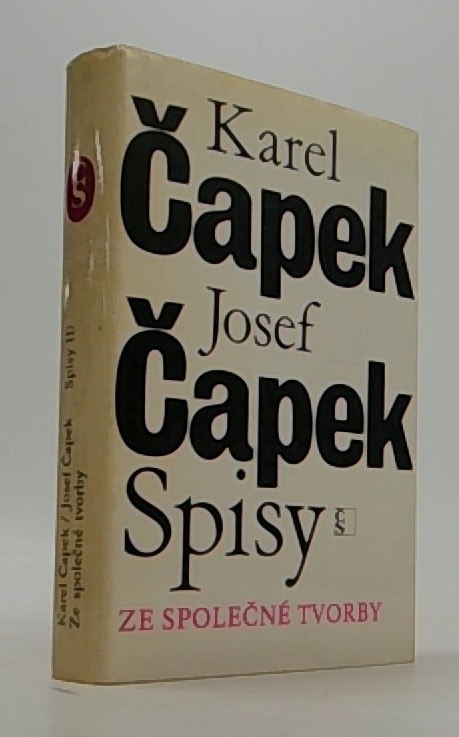 Karel
Čapek
Josef
Čapek
Spisy
ZE SPOLEČNÉ TVORBY
Karel Čapek / Josef Čapek Spisy II
Ze společné tvorby